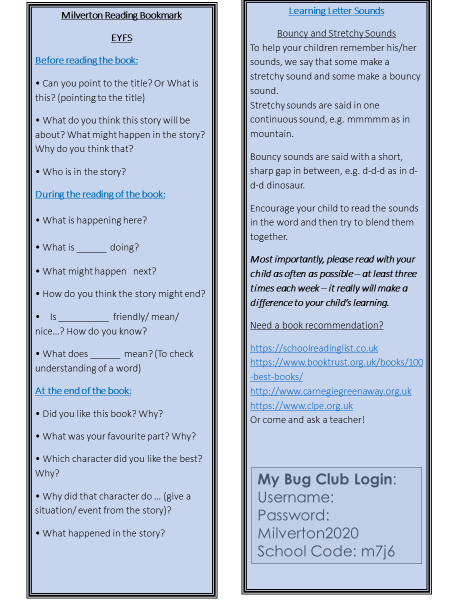 Milverton Reading Bookmark
EYFS
Before reading the book:
• Can you point to the title? Or What is
this? (pointing to the title)
• What do you think this story will be
about? What might happen in the story?
Why do you think that?
• Who is in the story?
During the reading of the book:
• What is happening here?
• What is ______ doing?
• What might happen next?
• How do you think the story might end?
• Is __________ friendly/ mean/
nice...? How do you know?
• What does ______ mean? (To check
understanding of a word)
At the end of the book:
• Did you like this book? Why?
• What was your favourite part? Why?
• Which character did you like the best?
Why?
• Why did that character do ... (give a
situation/ event from the story)?
• What happened in the story?
Learning Letter Sounds
Bouncy and Stretchy Sounds
To help your children remember his/her
sounds, we say that some make a
stretchy sound and some make a bouncy
sound.
Stretchy sounds are said in one
continuous sound, e.g. mmmmm as in
mountain.
Bouncy sounds are said with a short,
sharp gap in between, e.g. d-d-d as in d-
d-d dinosaur.
Encourage your child to read the sounds
in the word and then try to blend them
together.
Most importantly, please read with your
child as often as possible – at least three
times each week – it really will make a
difference to your child's learning.
Need a book recommendation?
https://schoolreadinglist.co.uk
https://www.booktrust.org.uk/books/100
-best-books/
http://www.carnegiegreenaway.org.uk
https://www.clpe.org.uk
Or come and ask a teacher!
My Bug Club Login:
Username:
Password:
Milverton2020
School Code: m7j6